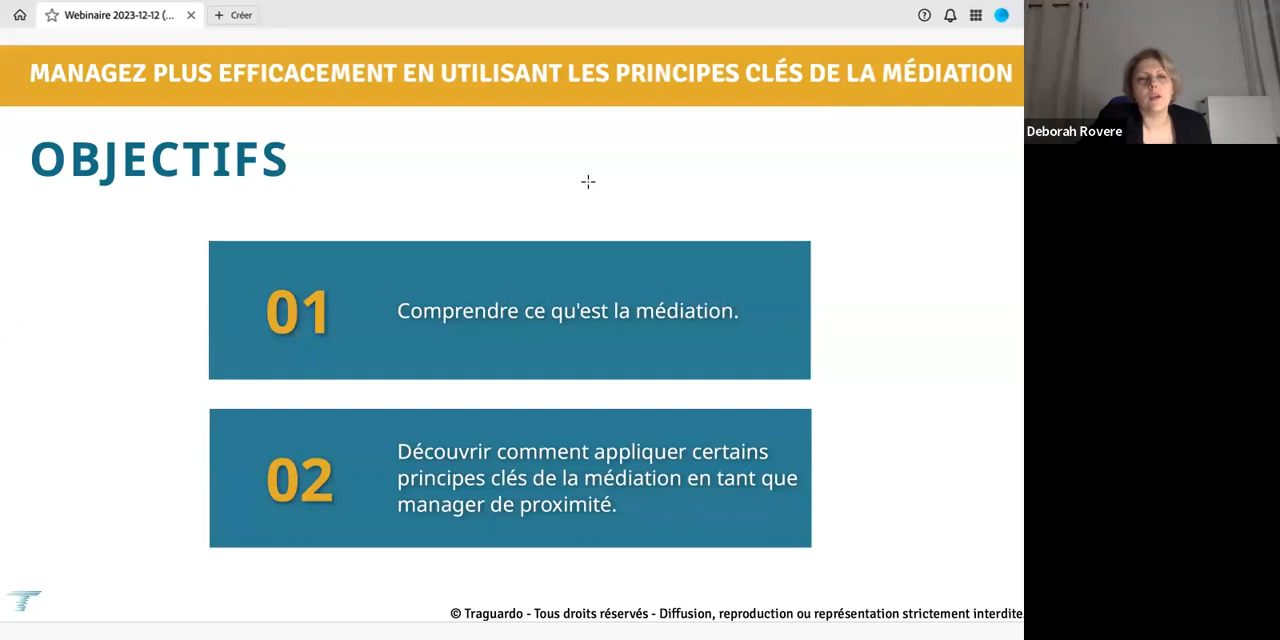 Webinaire 2023-12-12 (...
Créer
MANAGEZ PLUS EFFICACEMENT EN UTILISANT LES PRINCIPES CLÉS DE LA MÉDIATION
Deborah Rovere
OBJECTIFS
01
Comprendre ce qu'est la médiation.
02
Découvrir comment appliquer certains
principes clés de la médiation en tant que
manager de proximité.
© Traguardo - Tous droits réservés - Diffusion, reproduction ou représentation strictement interdite